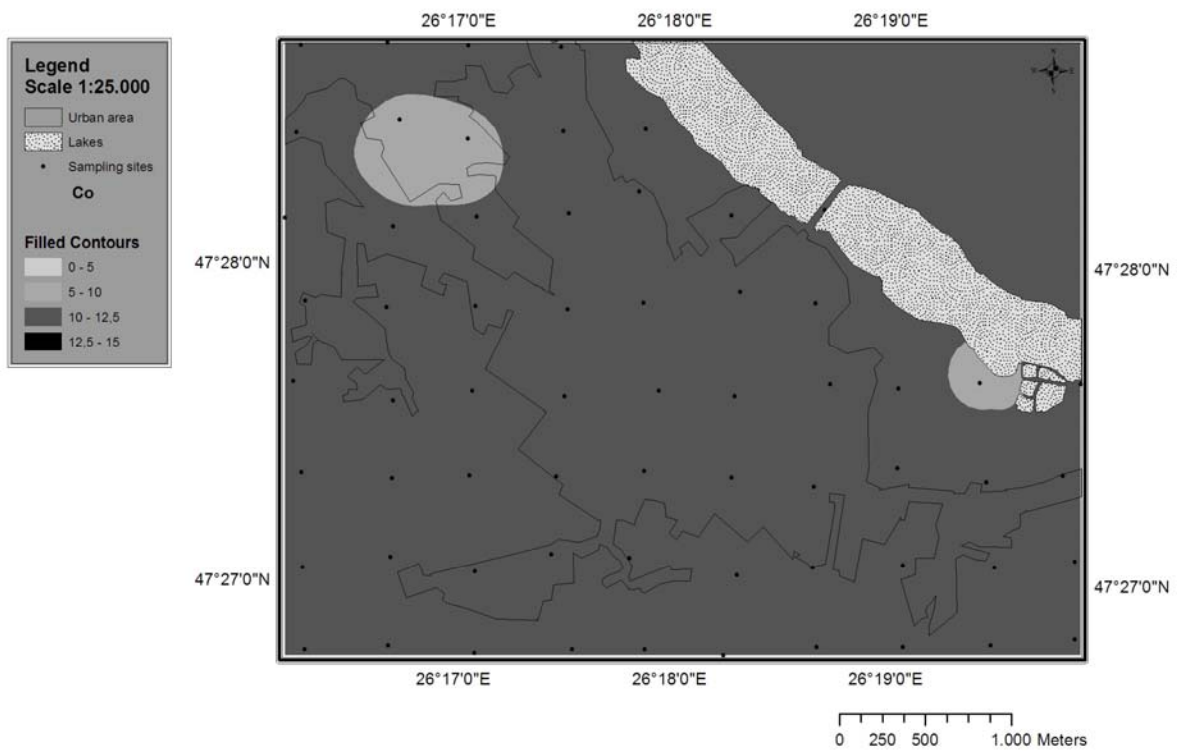 26°17'0"E 26°18'0"E 26°19'0"E
Legend
Scale 1:25.000
Urban area
Lakes
Sampling sites
Co
Filled Contours
0 - 5
5 - 10
10 - 12,5
12,5 - 15
47°28'0"N 47°28'0"N
47°27'0"N 47°27'0"N
26°17'0"E 26°18'0"E 26°19'0"E
0 250 500 1.000 Meters